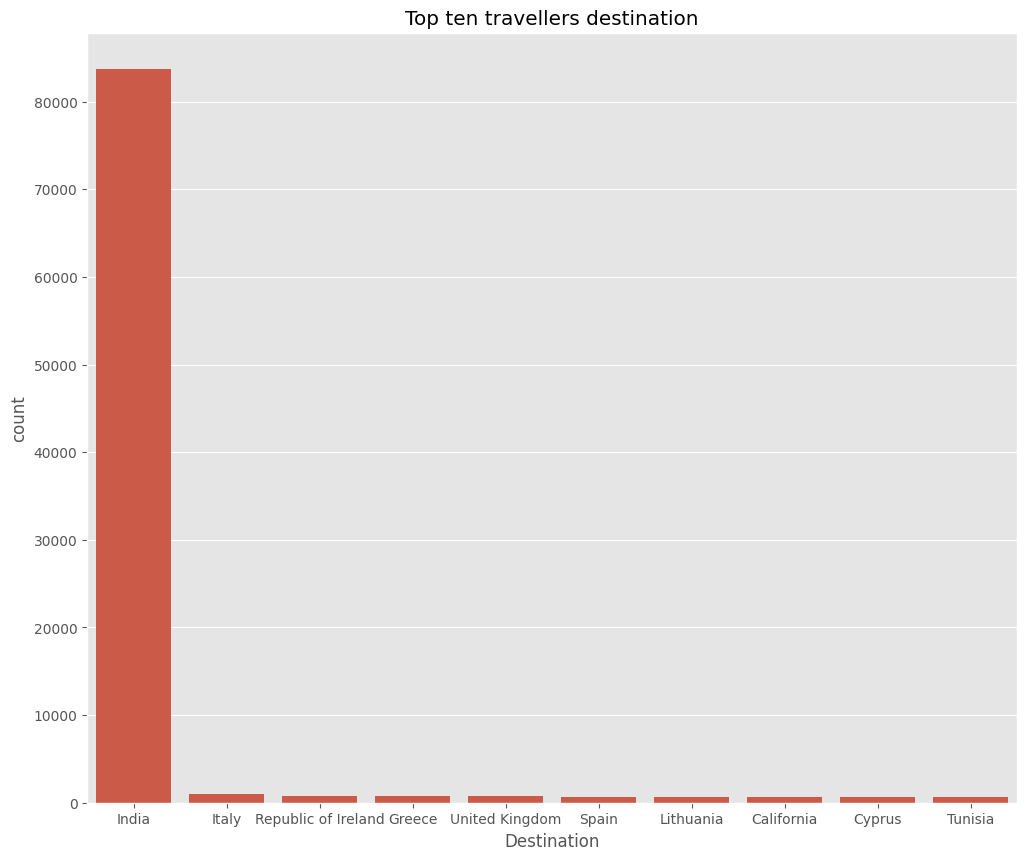 Top ten travellers destination
count
80000
70000
60000
50000
40000
30000
20000
10000
0
India Italy Republic of Ireland Greece United Kingdom Spain Lithuania California Cyprus Tunisia
Destination